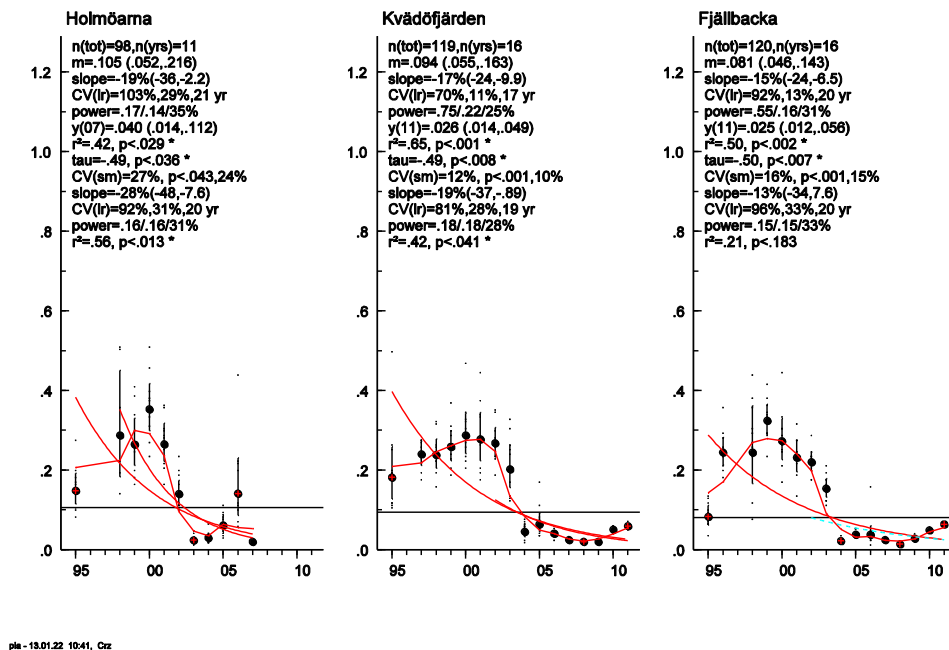 Holmöarna
n(tot)=98,n(yrs)=11
m=.105 (.052,.216)
slope=-19%(-36,-2.2)
CV(lr)=103%,29%,21 yr
power=.17/.14/35%
y(07)=.040 (.014,.112)
r²=.42, p<.029 *
tau=-.49, p<.036 *
CV(sm)=27%, p<.043,24%
slope=-28%(-48,-7.6)
CV(lr)=92%,31%,20 yr
power=.16/.16/31%
r²=.56, p<.013 *
1.2
1.0
.8
.6
.4
.2
.0
95 00 05 10
Kvädöfjärden
n(tot)=119,n(yrs)=16
m=.094 (.055,.163)
slope=-17%(-24,-9.9)
CV(lr)=70%,11%,17 yr
power=.75/.22/25%
y(11)=.026 (.014,.049)
r²=.65, p<.001 *
tau=-.49, p<.008 *
CV(sm)=12%, p<.001,10%
slope=-19%(-37,-.89)
CV(lr)=81%,28%,19 yr
power=.18/.18/28%
r²=.42, p<.041 *
1.2
1.0
.8
.6
.4
.2
.0
95 00 05 10
Fjällbacka
n(tot)=120,n(yrs)=16
m=.081 (.046,.143)
slope=-15%(-24,-6.5)
CV(lr)=92%,13%,20 yr
power=.55/.16/31%
y(11)=.025 (.012,.056)
r²=.50, p<.002 *
tau=-.50, p<.007 *
CV(sm)=16%, p<.001,15%
slope=-13%(-34,7.6)
CV(lr)=96%,33%,20 yr
power=.15/.15/33%
r²=.21, p<.183
1.2
1.0
.8
.6
.4
.2
.0
95 00 05 10
pia - 13.01.22 10:41, Crz